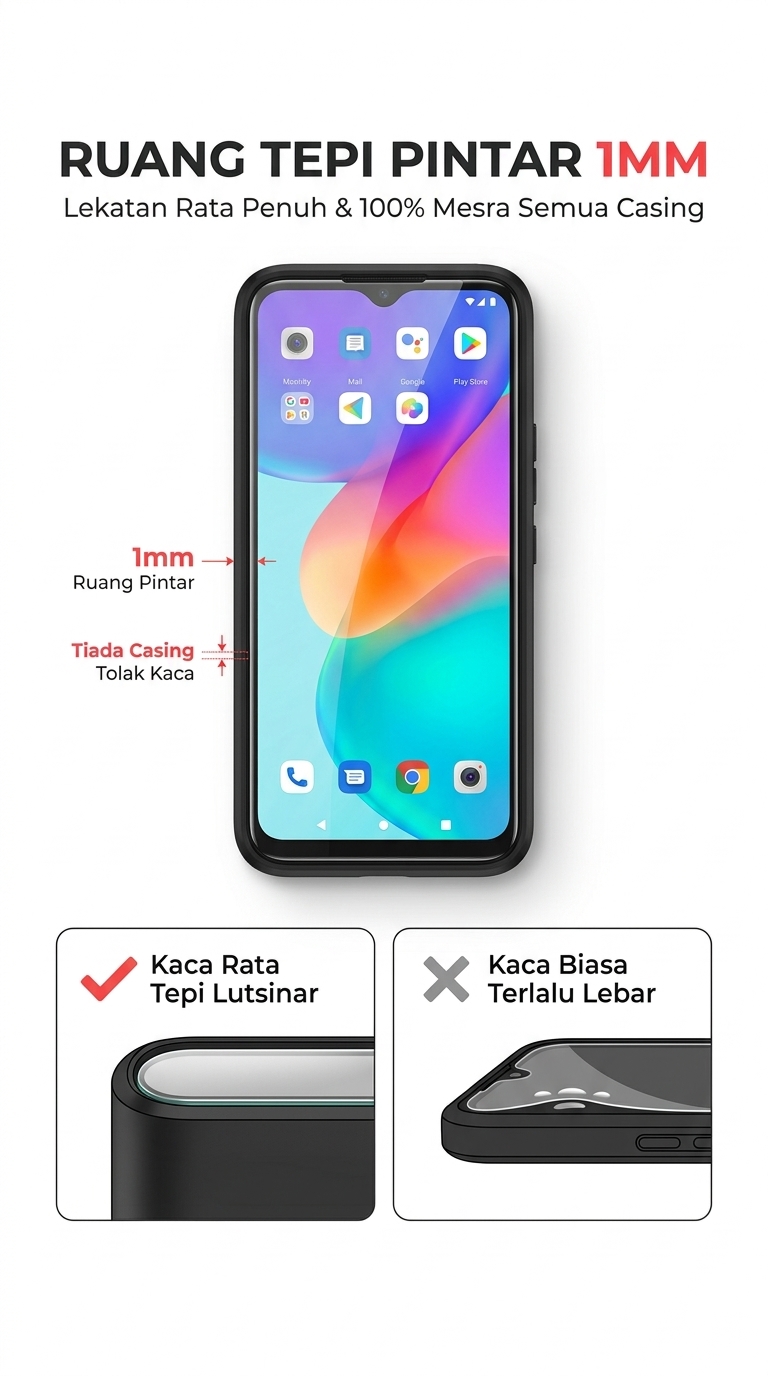 RUANG TEPI PINTAR 1MM
Lekatan Rata Penuh & 100% Mesra Semua Casing
Moonity
Mail
Google
Play Store
1mm
Ruang Pintar
Tiada Casing
Tolak Kaca
Kaca Rata
Tepi Lutsinar
Kaca Biasa
Terlalu Lebar